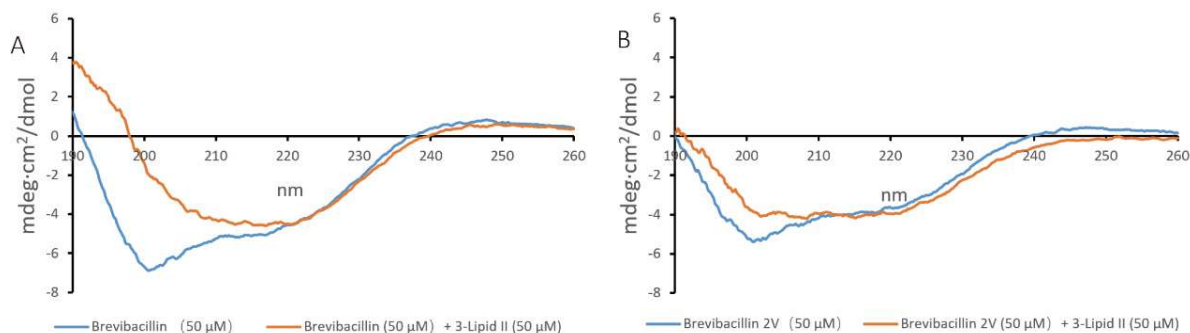 A
mdeg·cm²/dmol
6
4
2
0
-2
-4
-6
-8
190 200 210 220 230 240 250 260
nm
Brevibacillin (50 μM)
Brevibacillin (50 μM) + 3-Lipid II (50 μM)
B
mdeg·cm²/dmol
6
4
2
0
-2
-4
-6
-8
190 200 210 220 230 240 250 260
nm
Brevibacillin 2V (50 μM)
Brevibacillin 2V (50 μM) + 3-Lipid II (50 μM)